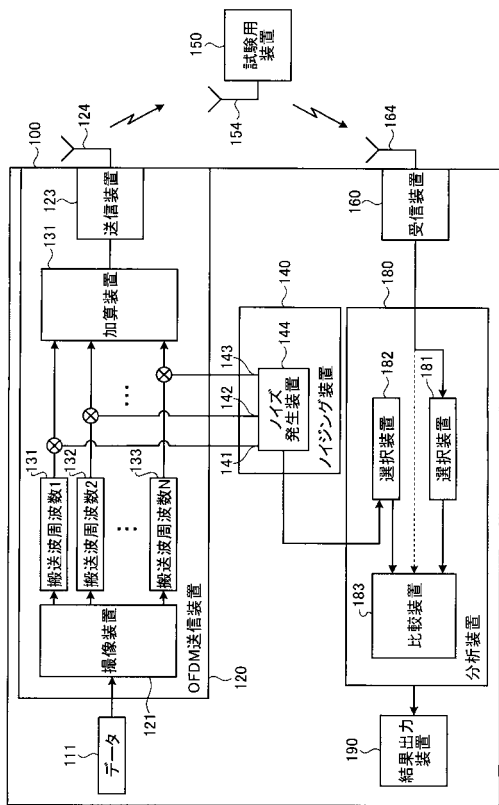 100
111
データ
121
撮像装置
OFDM送信装置
120
131
搬送波周波数1
132
搬送波周波数2
133
搬送波周波数N
131
加算装置
123
送信装置
124
150
試験用
装置
154
164
160
受信装置
140
141
142
143
144
ノイズ
発生装置
ノイジング装置
180
182
選択装置
181
選択装置
183
比較装置
分析装置
190
結果出力
装置